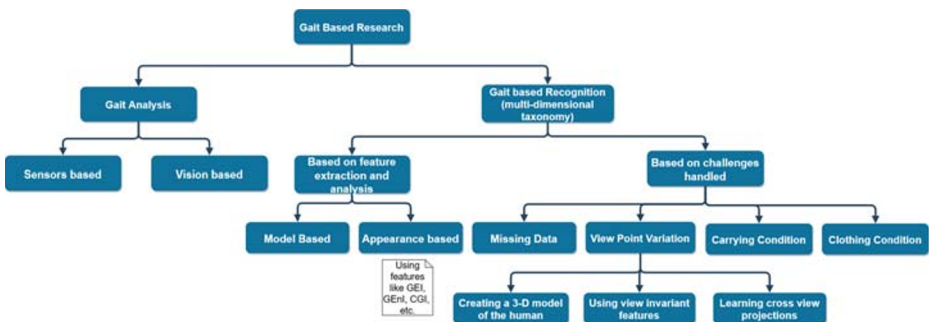 Gait Based Research
Gait Analysis
Gait based Recognition
(multi-dimensional
taxonomy)
Sensors based
Vision based
Based on feature
extraction and
analysis
Based on challenges
handled
Model Based
Appearance based
Missing Data
View Point Variation
Carrying Condition
Clothing Condition
Using
features
like GEI,
GEnI, CGI,
etc.
Creating a 3-D model
of the human
Using view invariant
features
Learning cross view
projections